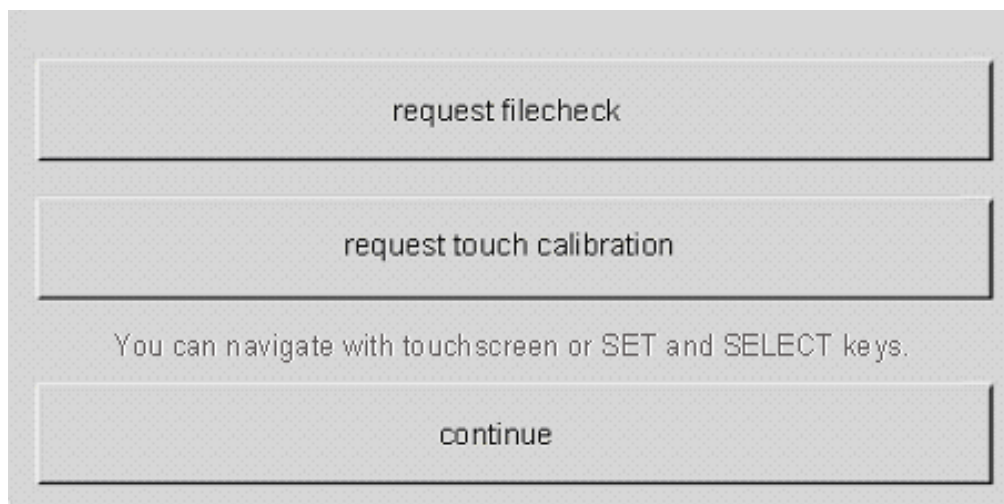 request filecheck
request touch calibration
You can navigate with touchscreen or SET and SELECT keys.
continue